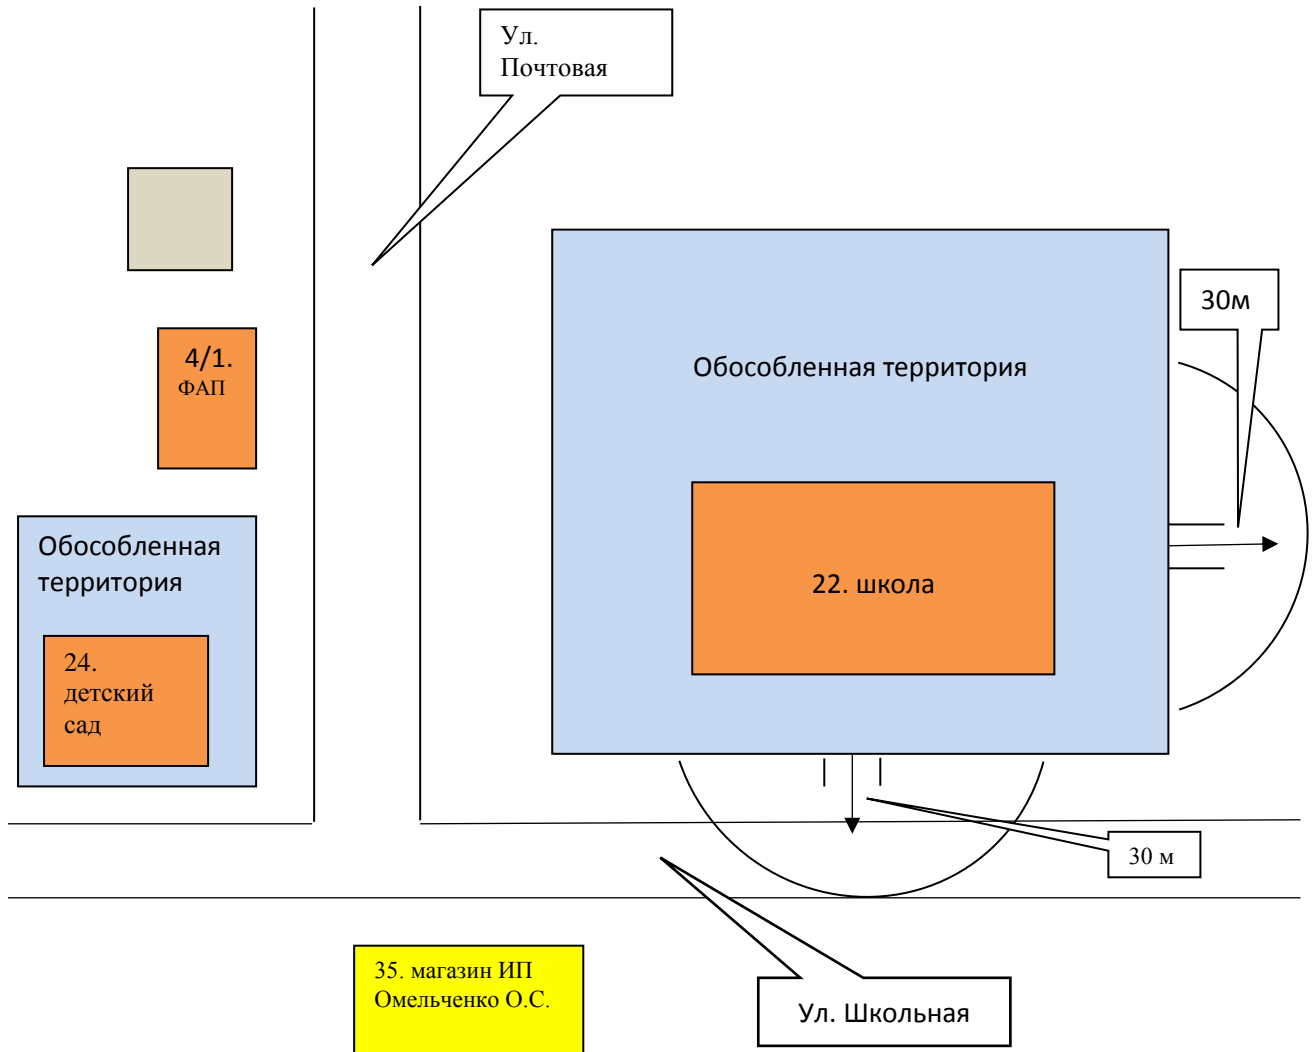 Ул.
Почтовая
30м
4/1.
ФАП
Обособленная территория
Обособленная
территория
22. школа
24.
детский
сад
30 м
35. магазин ИП
Омельченко О.С.
Ул. Школьная